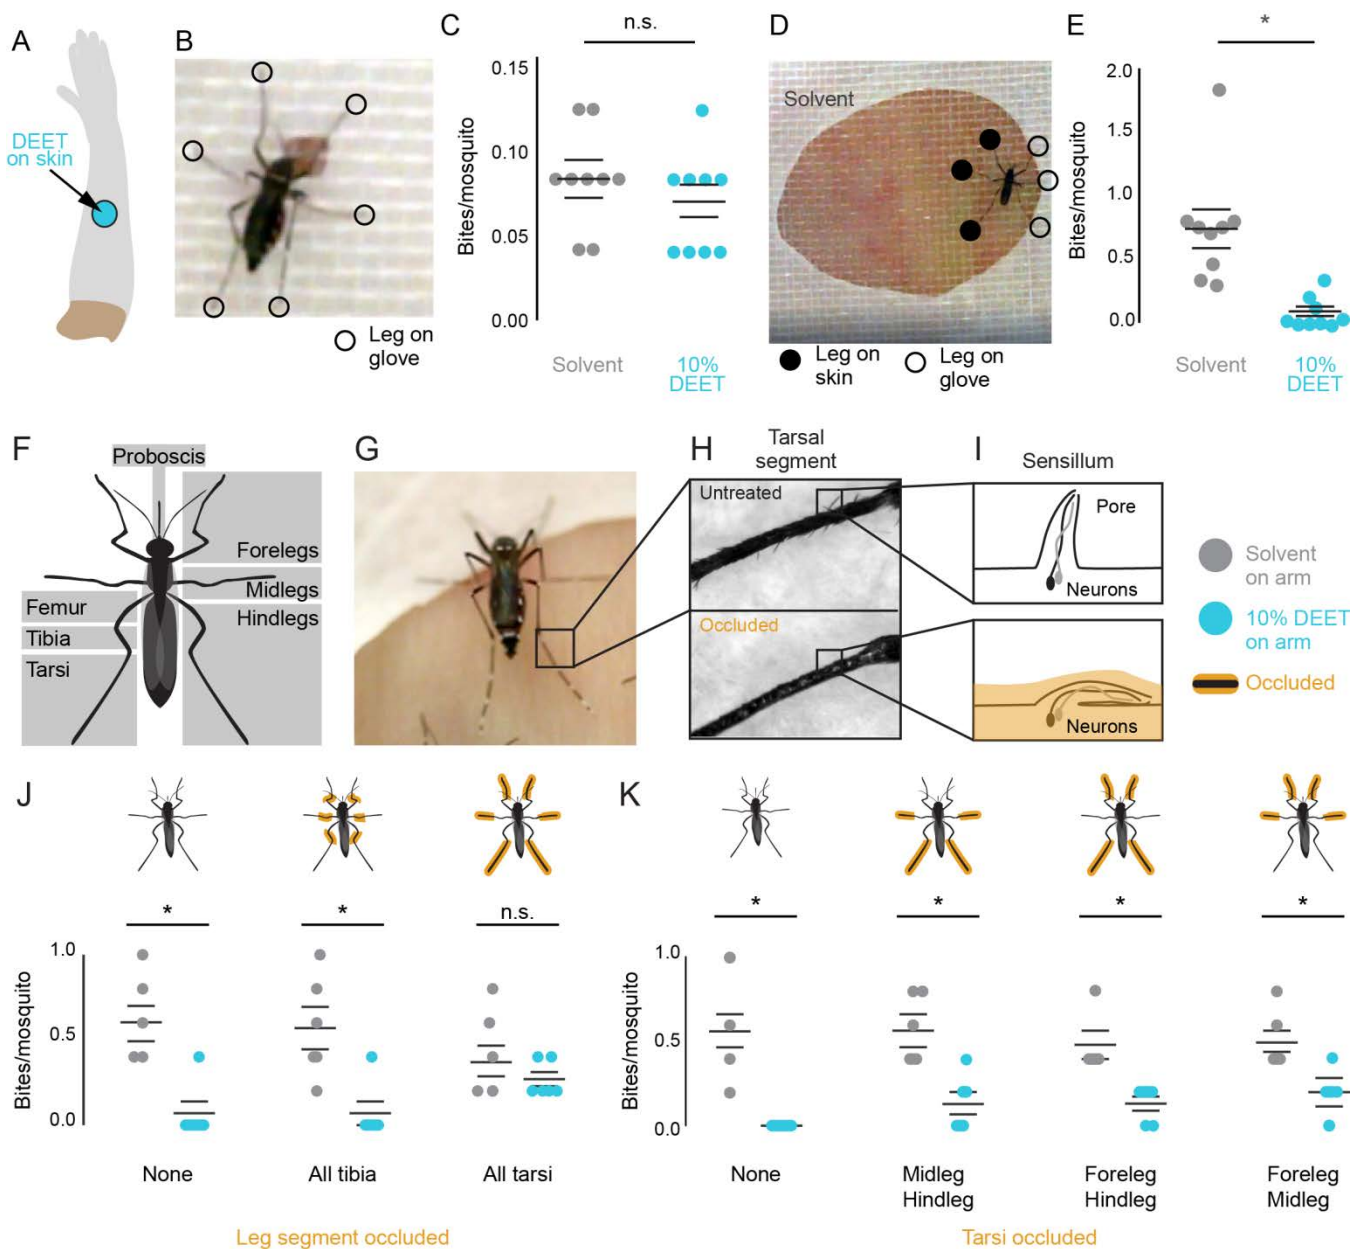 A
DEET
on skin
B
Leg on
glove
C
n.s.
Bites/mosquito
0.15
0.10
0.05
0.00
Solvent
10%
DEET
D
Solvent
Leg on
skin
Leg on
glove
E
*
Bites/mosquito
2.0
1.5
1.0
0.5
0.0
Solvent
10%
DEET
F
Proboscis
Forelegs
Midlegs
Hindlegs
Femur
Tibia
Tarsi
G
H
Tarsal
segment
Untreated
Occluded
I
Sensillum
Pore
Neurons
Neurons
Solvent
on arm
10% DEET
on arm
Occluded
J
*
*
n.s.
Bites/mosquito
1.0
0.5
0.0
None
All tibia
All tarsi
Leg segment occluded
K
*
*
*
*
Bites/mosquito
1.0
0.5
0.0
None
Midleg
Hindleg
Foreleg
Hindleg
Foreleg
Midleg
Tarsi occluded